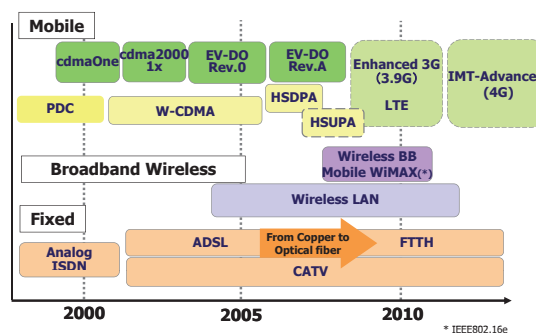 Mobile
cdmaOne
cdma2000
1x
EV-DO
Rev.0
EV-DO
Rev.A
Enhanced 3G
(3.9G)
LTE
IMT-Advance
(4G)
PDC
W-CDMA
HSDPA
HSUPA
Broadband Wireless
Wireless BB
Mobile WiMAX(*)
Wireless LAN
Fixed
Analog
ISDN
ADSL
From Copper to
Optical fiber
FTTH
CATV
2000
2005
2010
* IEEE802.16e